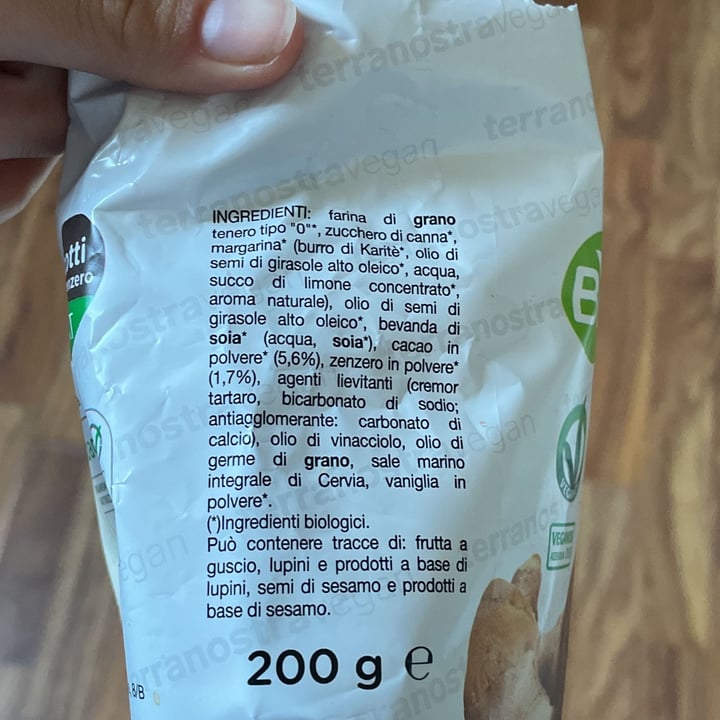 INGREDIENTI: farina di grano
tenero tipo "0"*, zucchero di canna*,
margarina* (burro di Karitè*, olio di
semi di girasole alto oleico*, acqua,
succo di limone concentrato*,
aroma naturale), olio di semi di
girasole alto oleico*, bevanda di
soia* (acqua, soia*), cacao in
polvere* (5,6%), zenzero in polvere*
(1,7%), agenti lievitanti (cremor
tartaro, bicarbonato di sodio;
antiagglomerante: carbonato di
calcio), olio di vinacciolo, olio di
germe di grano, sale marino
integrale di Cervia, vaniglia in
polvere*.
(*)Ingredienti biologici.
Può contenere tracce di: frutta a
guscio, lupini e prodotti a base di
lupini, semi di sesamo e prodotti a
base di sesamo.
200 g e
terranostravegan